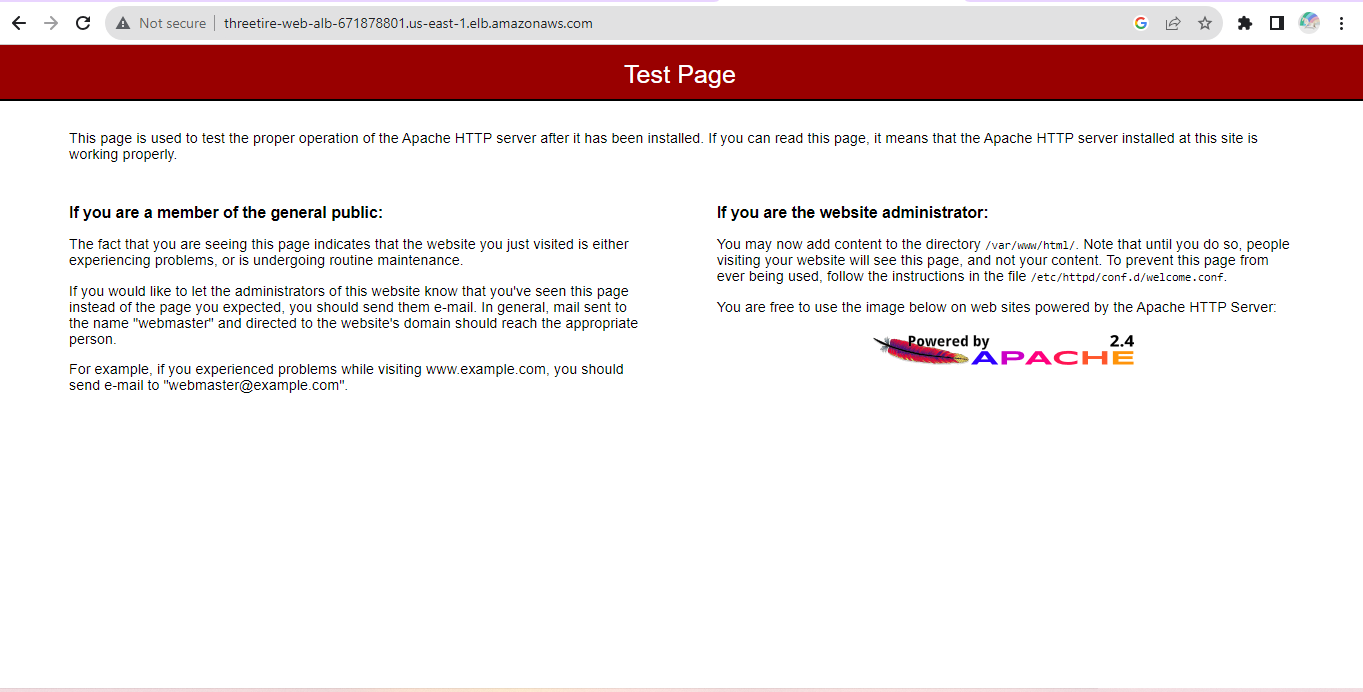 Not secure | threetire-web-alb-671878801.us-east-1.elb.amazonaws.com
Test Page
This page is used to test the proper operation of the Apache HTTP server after it has been installed. If you can read this page, it means that the Apache HTTP server installed at this site is
working properly.
If you are a member of the general public:
The fact that you are seeing this page indicates that the website you just visited is either
experiencing problems, or is undergoing routine maintenance.
If you would like to let the administrators of this website know that you've seen this page
instead of the page you expected, you should send them e-mail. In general, mail sent to
the name "webmaster" and directed to the website's domain should reach the appropriate
person.
For example, if you experienced problems while visiting www.example.com, you should
send e-mail to "webmaster@example.com".
If you are the website administrator:
You may now add content to the directory /var/www/html/. Note that until you do so, people
visiting your website will see this page, and not your content. To prevent this page from
ever being used, follow the instructions in the file /etc/httpd/conf.d/welcome.conf.
You are free to use the image below on web sites powered by the Apache HTTP Server:
Powered by 2.4
APACHE